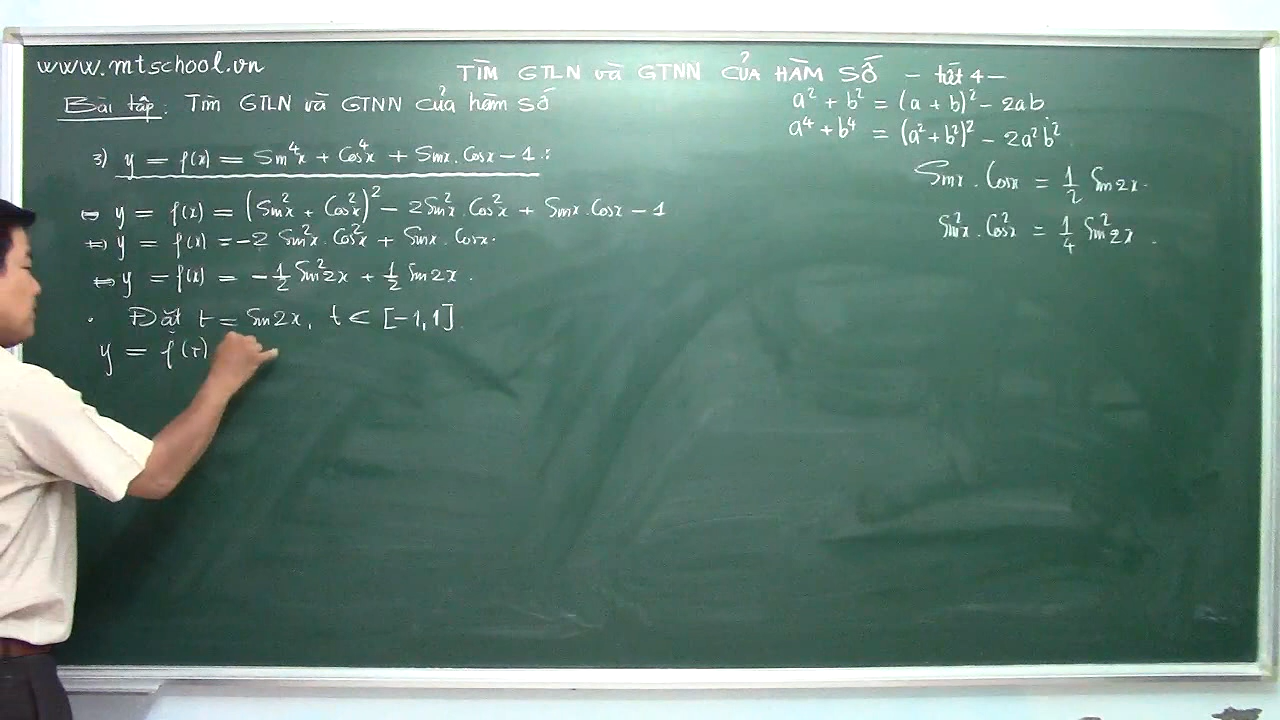 www.mtschool.vn
TÌM GTLN và GTNN CỦA HÀM SỐ - tiết 4 -
Bài tập: Tìm GTLN và GTNN của hàm số
a² + b² = (a + b)² - 2ab
a⁴ + b⁴ = (a² + b²)² - 2a²b²
3) y = f(x) = Sin⁴x + Cos⁴x + Sinx.Cosx - 1 :
Sinx.Cosx = 1/2 Sin2x.
⇔ y = f(x) = (Sin²x + Cos²x)² - 2Sin²x.Cos²x + Sinx.Cosx - 1
Sin²x.Cos²x = 1/4 Sin²2x.
⇔ y = f(x) = -2 Sin²x.Cos²x + Sinx.Cosx.
⇔ y = f(x) = -1/2 Sin²2x + 1/2 Sin2x.
. Đặt t = Sin2x, t ∈ [-1,1].
y = f(t)